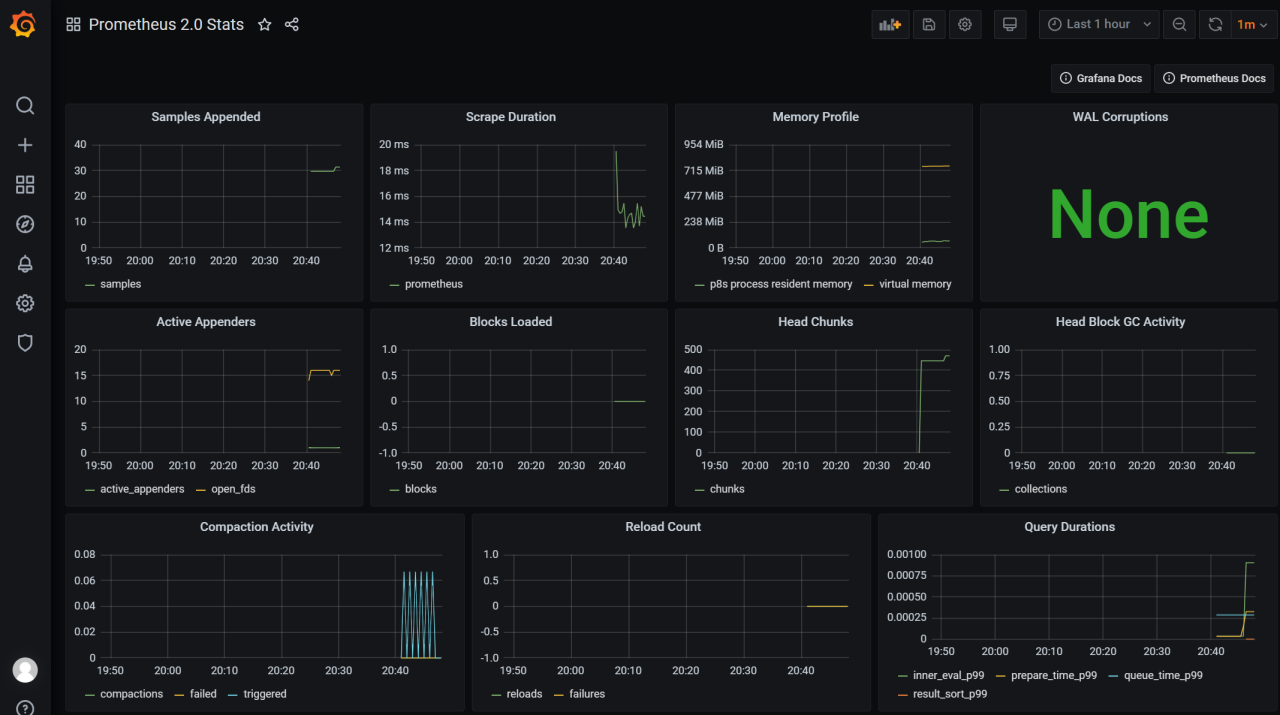 Prometheus 2.0 Stats
Last 1 hour
1m
Grafana Docs
Prometheus Docs
Samples Appended
40
30
20
10
0
19:50 20:00 20:10 20:20 20:30 20:40
samples
Scrape Duration
20 ms
18 ms
16 ms
14 ms
12 ms
19:50 20:00 20:10 20:20 20:30 20:40
prometheus
Memory Profile
954 MiB
715 MiB
477 MiB
238 MiB
0 B
19:50 20:00 20:10 20:20 20:30 20:40
p8s process resident memory virtual memory
WAL Corruptions
None
Active Appenders
20
15
10
5
0
19:50 20:00 20:10 20:20 20:30 20:40
active_appenders open_fds
Blocks Loaded
1.0
0.5
0
-0.5
-1.0
19:50 20:00 20:10 20:20 20:30 20:40
blocks
Head Chunks
500
400
300
200
100
0
19:50 20:00 20:10 20:20 20:30 20:40
chunks
Head Block GC Activity
1.00
0.75
0.50
0.25
0
19:50 20:00 20:10 20:20 20:30 20:40
collections
Compaction Activity
0.08
0.06
0.04
0.02
0
19:50 20:00 20:10 20:20 20:30 20:40
compactions failed triggered
Reload Count
1.0
0.5
0
-0.5
-1.0
19:50 20:00 20:10 20:20 20:30 20:40
reloads failures
Query Durations
0.00100
0.00075
0.00050
0.00025
0
19:50 20:00 20:10 20:20 20:30 20:40
inner_eval_p99 prepare_time_p99 queue_time_p99
result_sort_p99